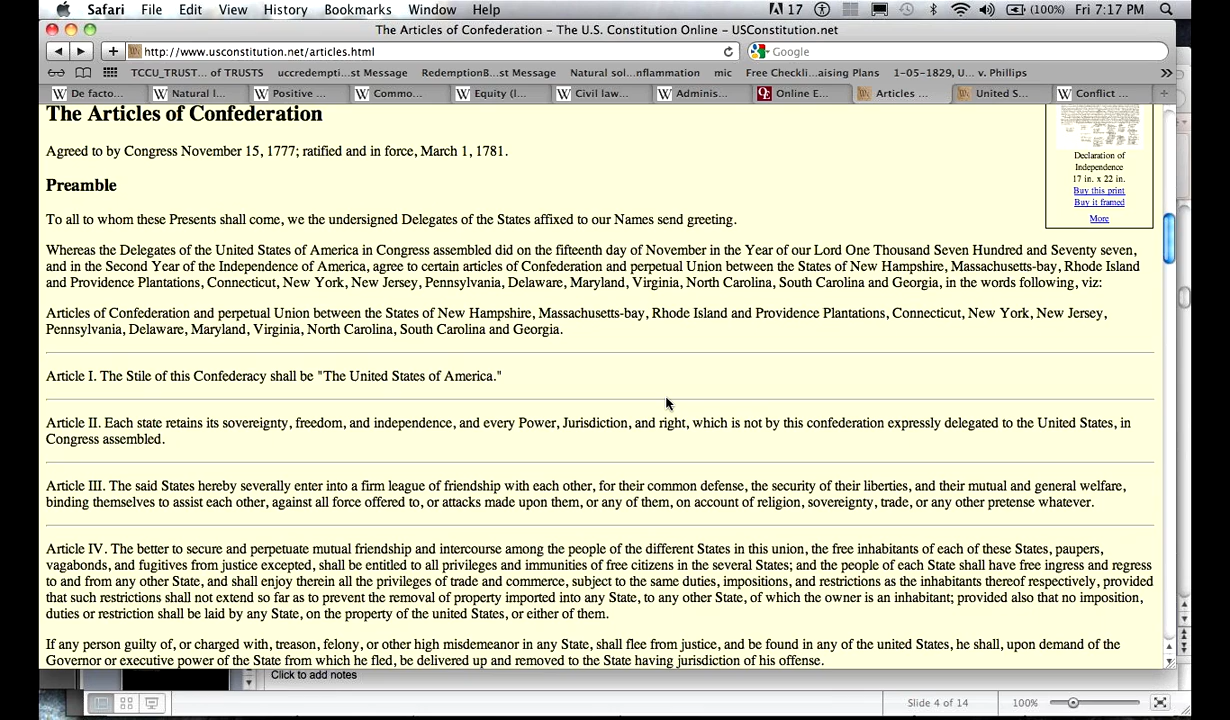 Safari File Edit View History Bookmarks Window Help 17 (100%) Fri 7:17 PM
The Articles of Confederation – The U.S. Constitution Online – USConstitution.net
http://www.usconstitution.net/articles.html Google
TCCU_TRUST... of TRUSTS uccredempti...st Message RedemptionB...st Message Natural sol...nflammation mic Free Checkli...aising Plans 1-05-1829, U... v. Phillips
De facto... Natural l... Positive ... Commo... Equity (l... Civil law... Adminis... Online E... Articles ... United S... Conflict ...
The Articles of Confederation
Agreed to by Congress November 15, 1777; ratified and in force, March 1, 1781.
Preamble
To all to whom these Presents shall come, we the undersigned Delegates of the States affixed to our Names send greeting.
Whereas the Delegates of the United States of America in Congress assembled did on the fifteenth day of November in the Year of our Lord One Thousand Seven Hundred and Seventy seven,
and in the Second Year of the Independence of America, agree to certain articles of Confederation and perpetual Union between the States of New Hampshire, Massachusetts-bay, Rhode Island
and Providence Plantations, Connecticut, New York, New Jersey, Pennsylvania, Delaware, Maryland, Virginia, North Carolina, South Carolina and Georgia, in the words following, viz:
Articles of Confederation and perpetual Union between the States of New Hampshire, Massachusetts-bay, Rhode Island and Providence Plantations, Connecticut, New York, New Jersey,
Pennsylvania, Delaware, Maryland, Virginia, North Carolina, South Carolina and Georgia.
Article I. The Stile of this Confederacy shall be "The United States of America."
Article II. Each state retains its sovereignty, freedom, and independence, and every Power, Jurisdiction, and right, which is not by this confederation expressly delegated to the United States, in
Congress assembled.
Article III. The said States hereby severally enter into a firm league of friendship with each other, for their common defense, the security of their liberties, and their mutual and general welfare,
binding themselves to assist each other, against all force offered to, or attacks made upon them, or any of them, on account of religion, sovereignty, trade, or any other pretense whatever.
Article IV. The better to secure and perpetuate mutual friendship and intercourse among the people of the different States in this union, the free inhabitants of each of these States, paupers,
vagabonds, and fugitives from justice excepted, shall be entitled to all privileges and immunities of free citizens in the several States; and the people of each State shall have free ingress and regress
to and from any other State, and shall enjoy therein all the privileges of trade and commerce, subject to the same duties, impositions, and restrictions as the inhabitants thereof respectively, provided
that such restrictions shall not extend so far as to prevent the removal of property imported into any State, to any other State, of which the owner is an inhabitant; provided also that no imposition,
duties or restriction shall be laid by any State, on the property of the united States, or either of them.
If any person guilty of, or charged with, treason, felony, or other high misdemeanor in any State, shall flee from justice, and be found in any of the united States, he shall, upon demand of the
Governor or executive power of the State from which he fled, be delivered up and removed to the State having jurisdiction of his offense.
Declaration of
Independence
17 in. x 22 in.
Buy this print
Buy it framed
More
Click to add notes
Slide 4 of 14 100%